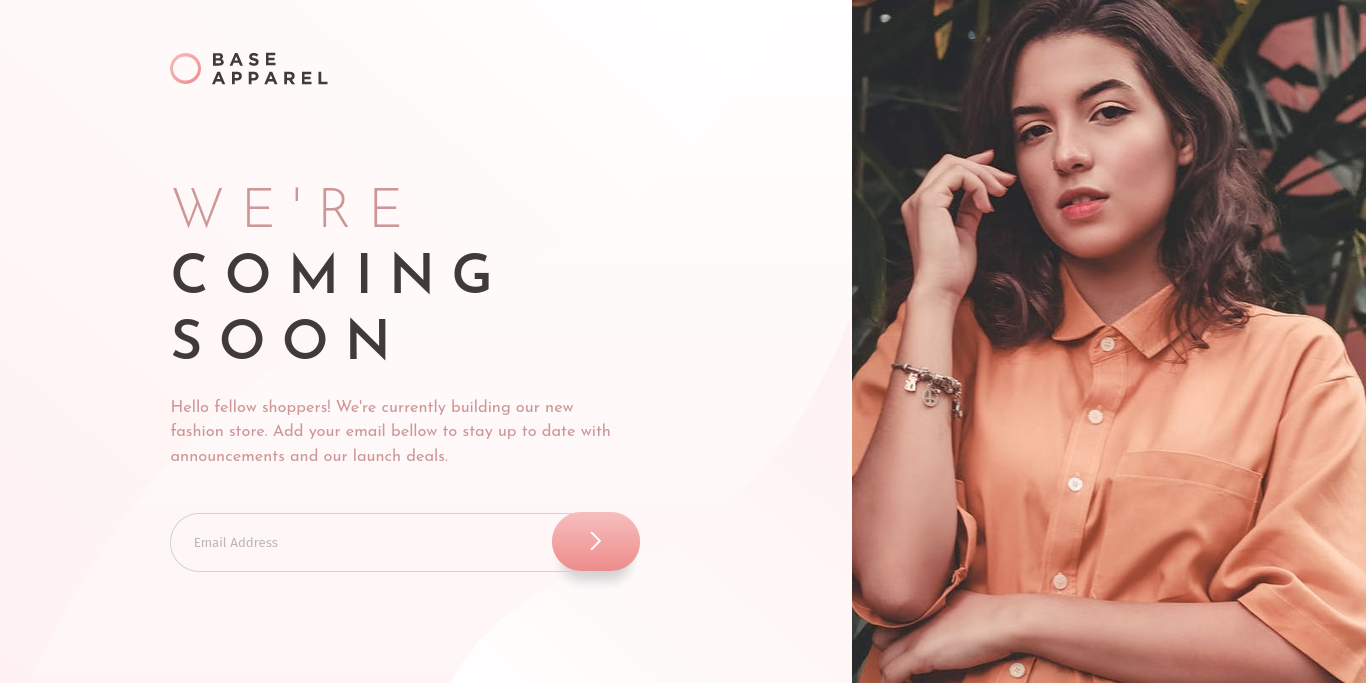 BASE
APPAREL
WE'RE
COMING
SOON
Hello fellow shoppers! We're currently building our new
fashion store. Add your email bellow to stay up to date with
announcements and our launch deals.
Email Address